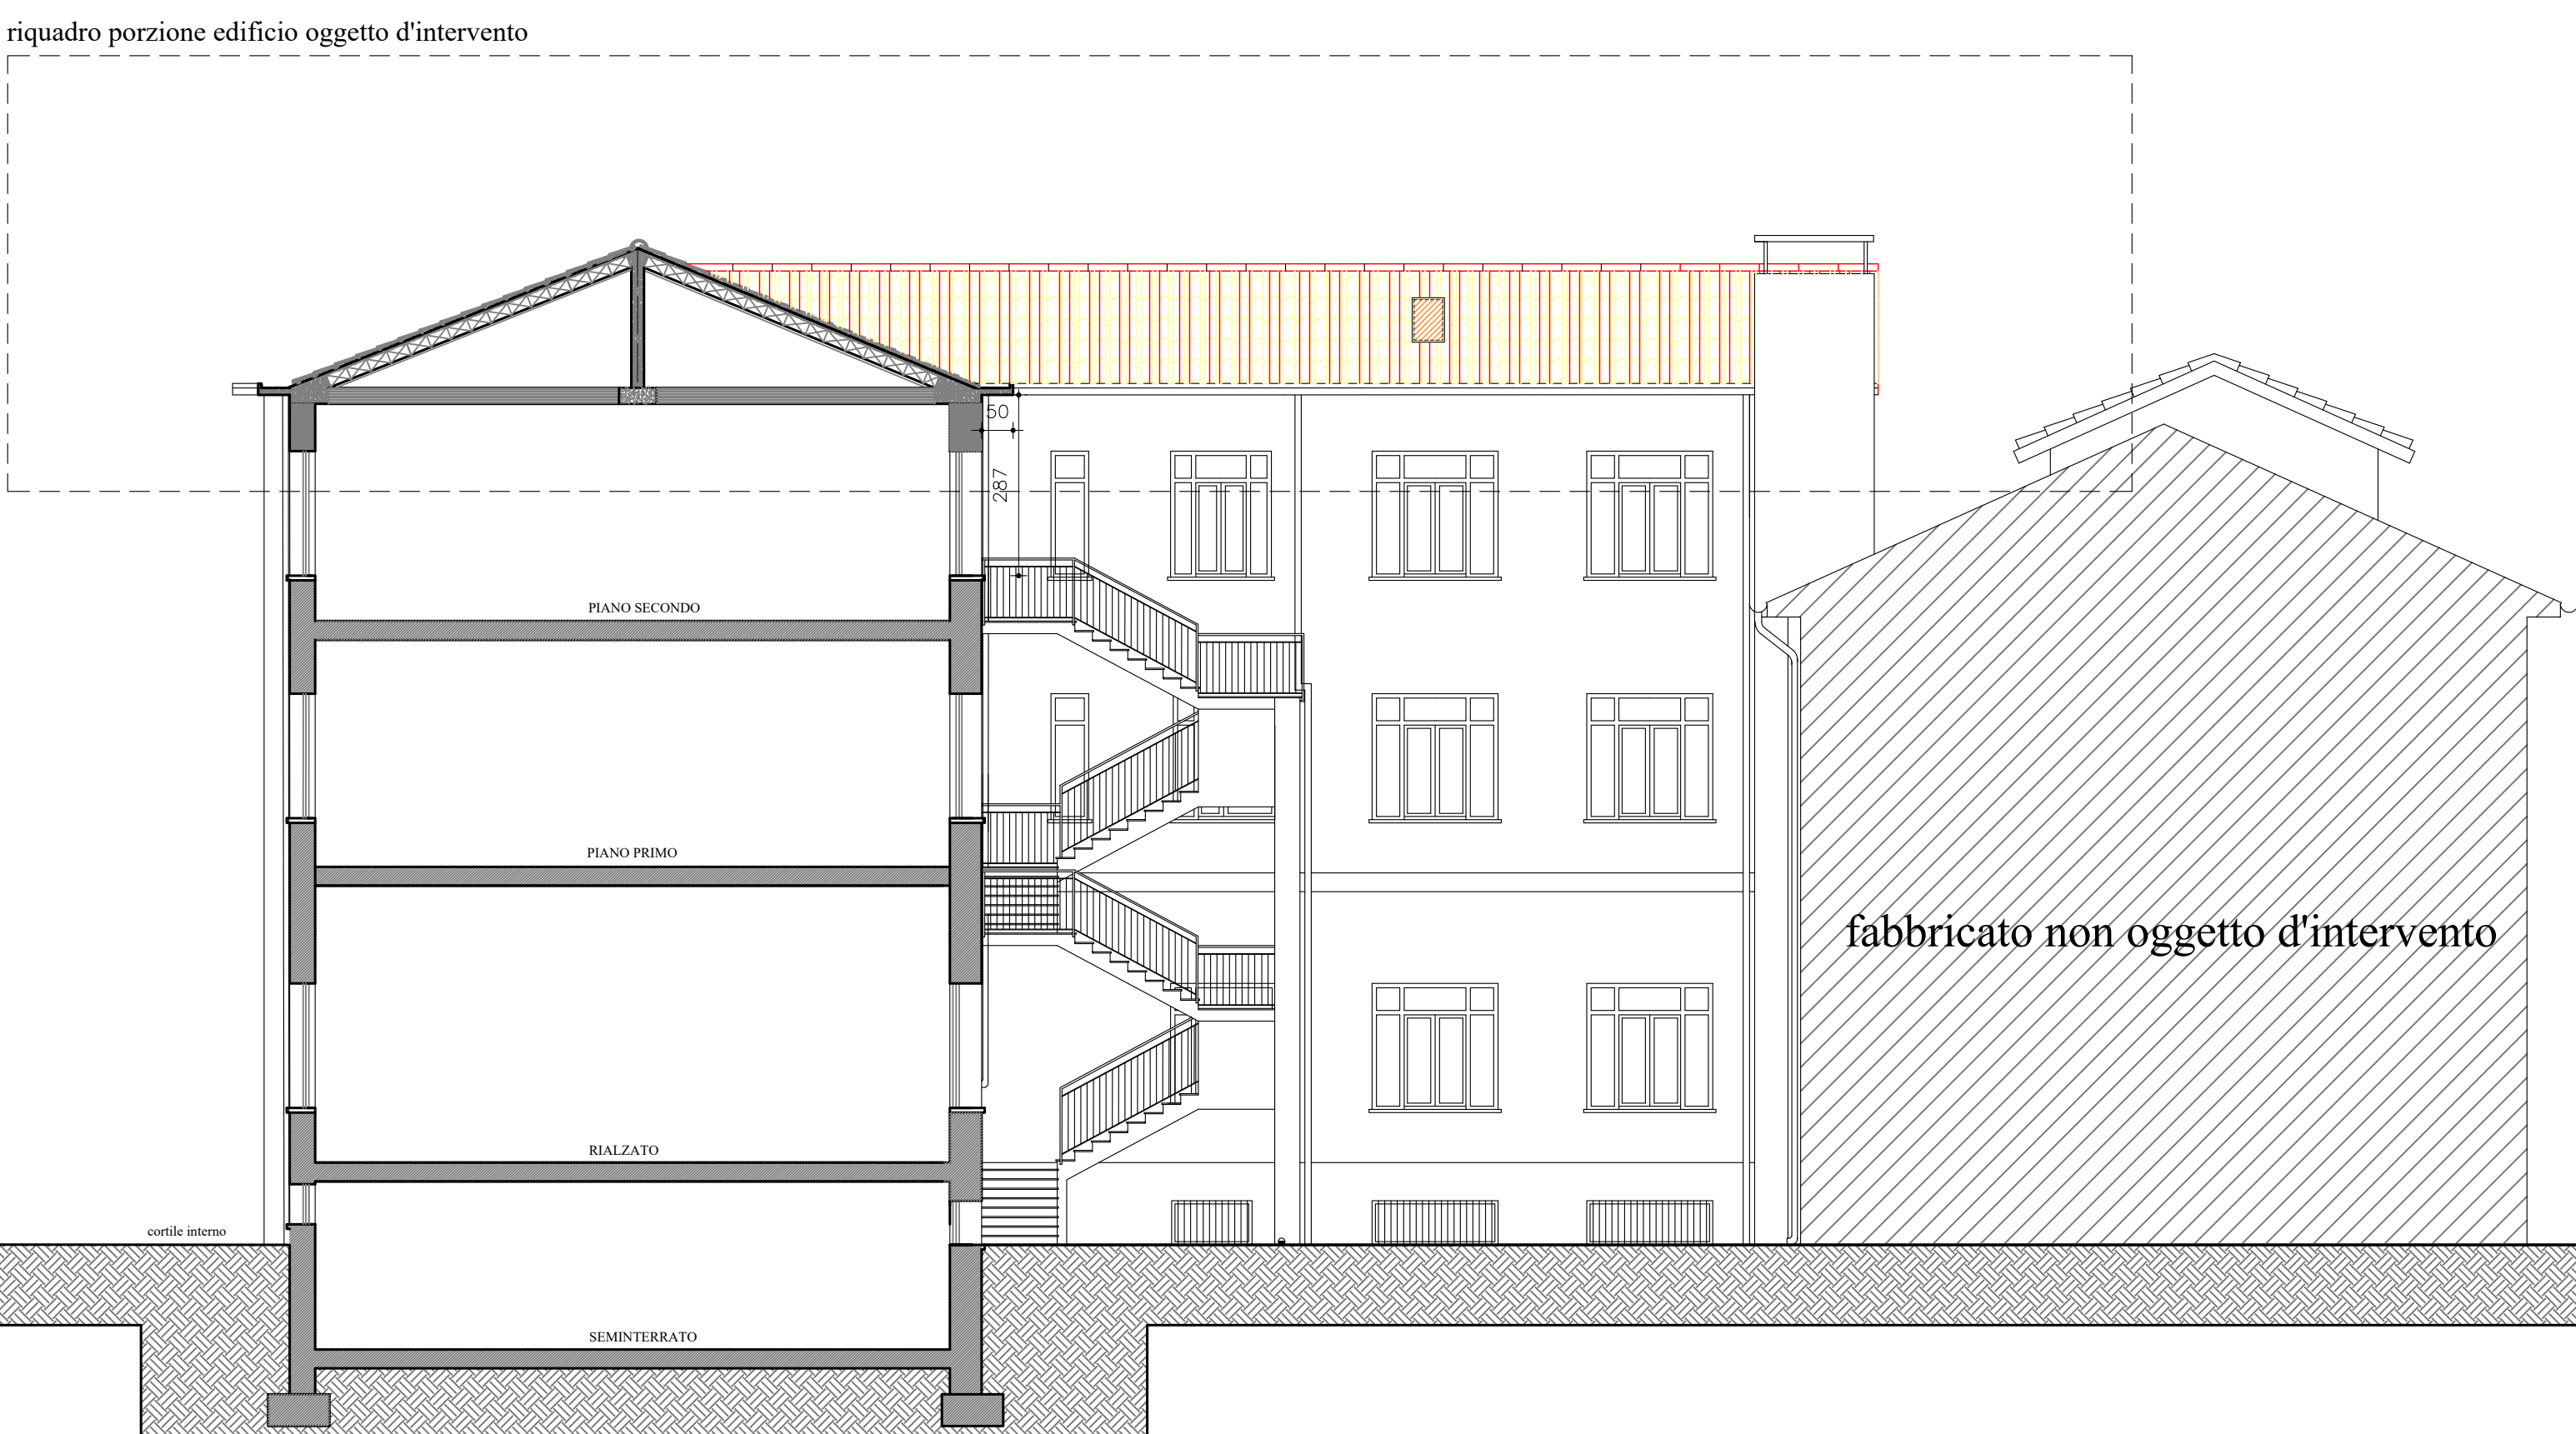 riquadro porzione edificio oggetto d'intervento
50
287
PIANO SECONDO
PIANO PRIMO
fabbricato non oggetto d'intervento
RIALZATO
cortile interno
SEMINTERRATO